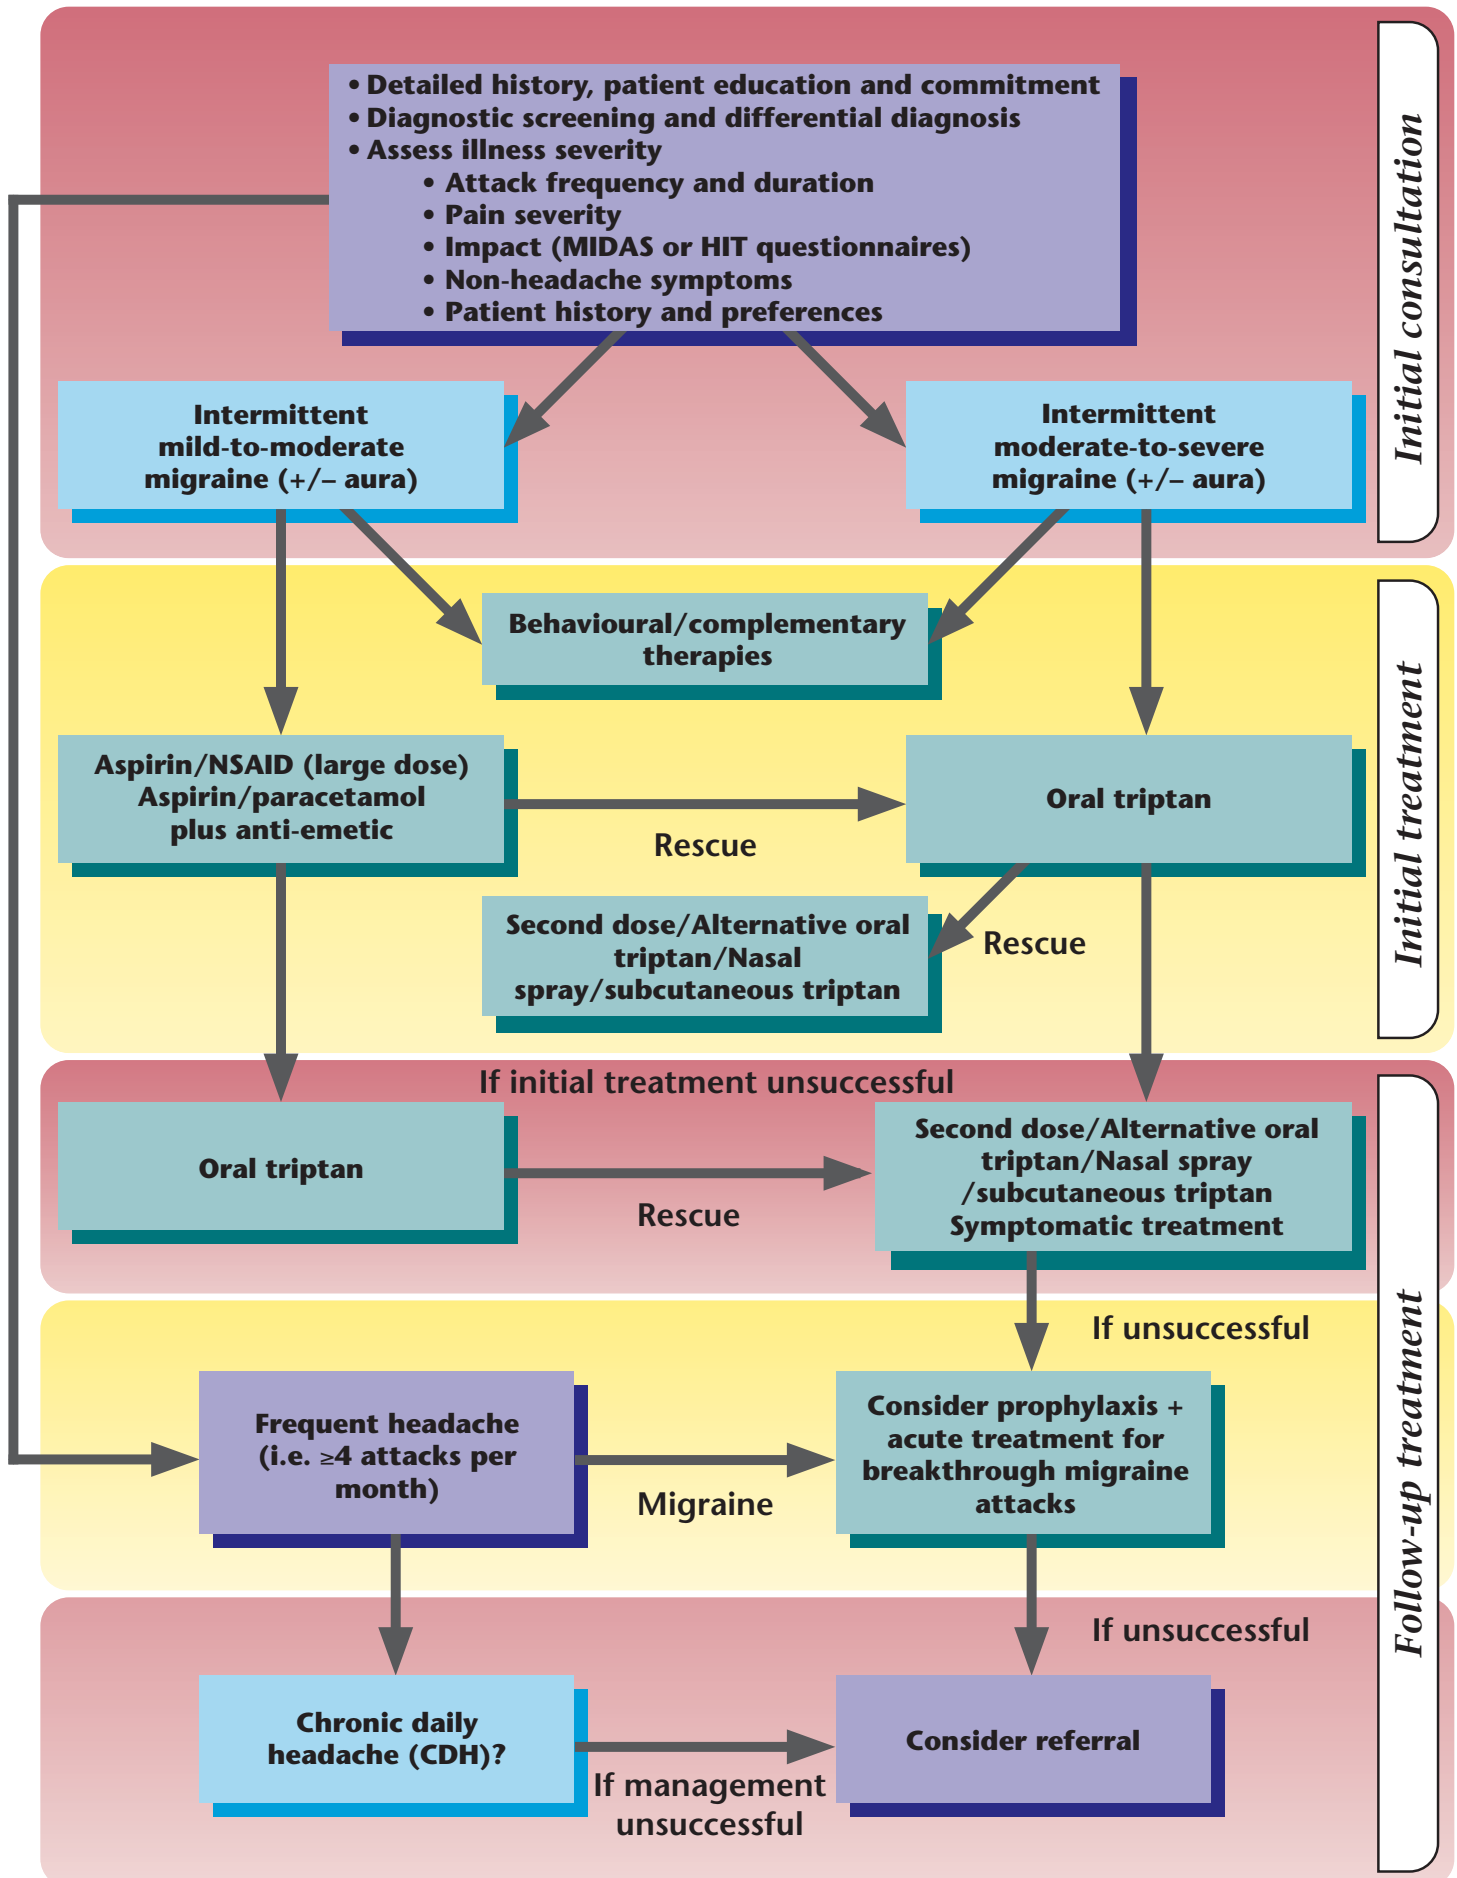 • Detailed history, patient education and commitment
• Diagnostic screening and differential diagnosis
• Assess illness severity
• Attack frequency and duration
• Pain severity
• Impact (MIDAS or HIT questionnaires)
• Non-headache symptoms
• Patient history and preferences
Initial consultation
Intermittent
mild-to-moderate
migraine (+/– aura)
Intermittent
moderate-to-severe
migraine (+/– aura)
Behavioural/complementary
therapies
Initial treatment
Aspirin/NSAID (large dose)
Aspirin/paracetamol
plus anti-emetic
Rescue
Oral triptan
Second dose/Alternative oral
triptan/Nasal
spray/subcutaneous triptan
Rescue
If initial treatment unsuccessful
Oral triptan
Rescue
Second dose/Alternative oral
triptan/Nasal spray
/subcutaneous triptan
Symptomatic treatment
Follow-up treatment
If unsuccessful
Frequent headache
(i.e. ≥4 attacks per
month)
Migraine
Consider prophylaxis +
acute treatment for
breakthrough migraine
attacks
If unsuccessful
Chronic daily
headache (CDH)?
If management
unsuccessful
Consider referral